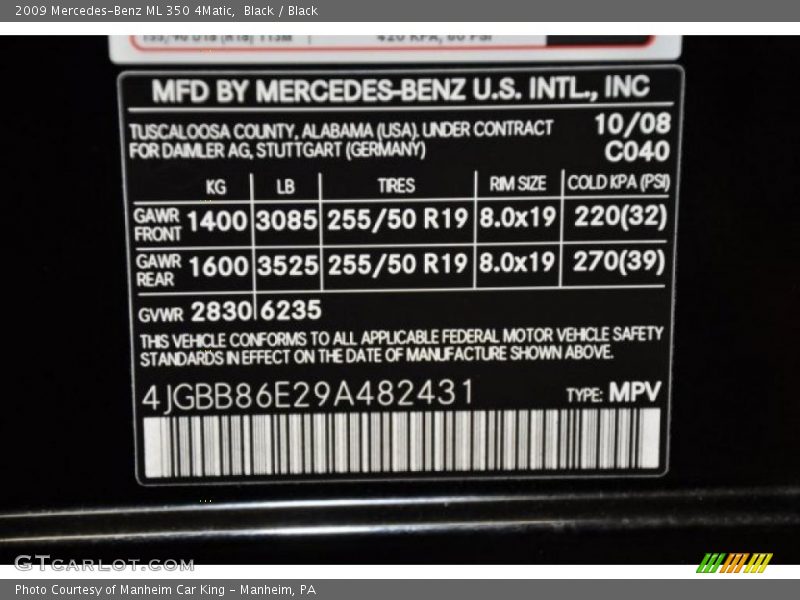 2009 Mercedes-Benz ML 350 4Matic,  Black / Black
MFD BY MERCEDES-BENZ U.S. INTL., INC
TUSCALOOSA COUNTY, ALABAMA (USA). UNDER CONTRACT 10/08
FOR DAIMLER AG, STUTTGART (GERMANY) C040
KG LB TIRES RIM SIZE COLD KPA (PSI)
GAWR FRONT 1400 3085 255/50 R19 8.0x19 220(32)
GAWR REAR 1600 3525 255/50 R19 8.0x19 270(39)
GVWR 2830 6235
THIS VEHICLE CONFORMS TO ALL APPLICABLE FEDERAL MOTOR VEHICLE SAFETY
STANDARDS IN EFFECT ON THE DATE OF MANUFACTURE SHOWN ABOVE.
4JGBB86E29A482431 TYPE: MPV
GTCARLOT.COM
Photo Courtesy of Manheim Car King - Manheim, PA